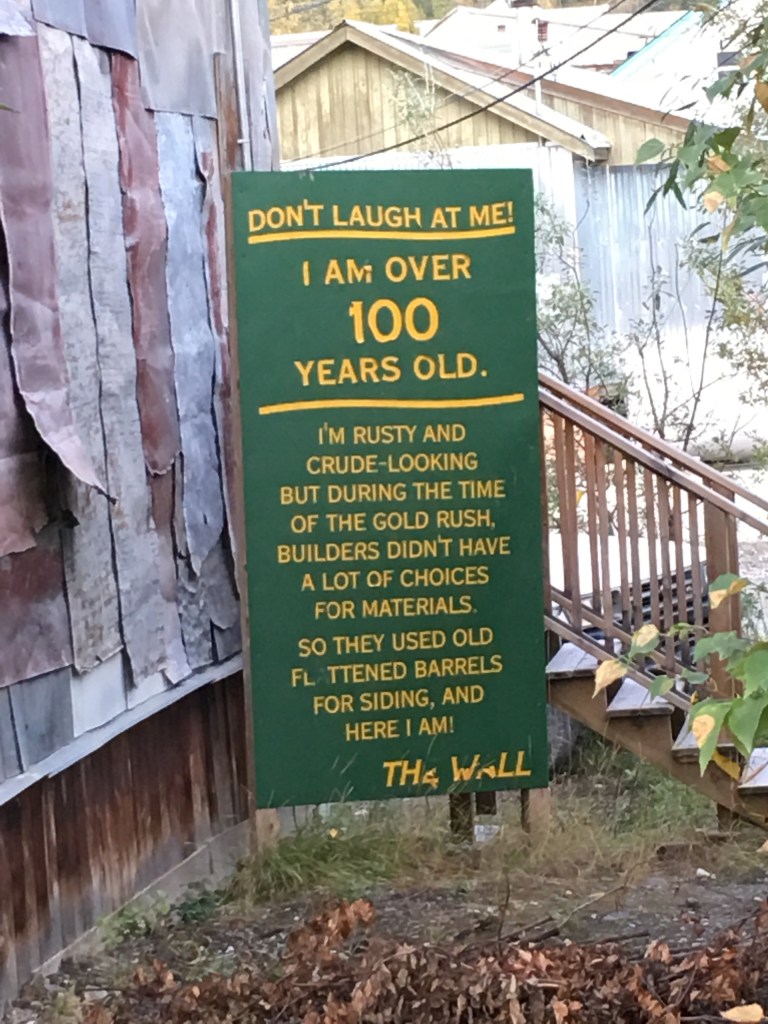 DON'T LAUGH AT ME!
I AM OVER
100
YEARS OLD.
I'M RUSTY AND
CRUDE-LOOKING
BUT DURING THE TIME
OF THE GOLD RUSH,
BUILDERS DIDN'T HAVE
A LOT OF CHOICES
FOR MATERIALS.
SO THEY USED OLD
FL TTENED BARRELS
FOR SIDING, AND
HERE I AM!
THE WALL